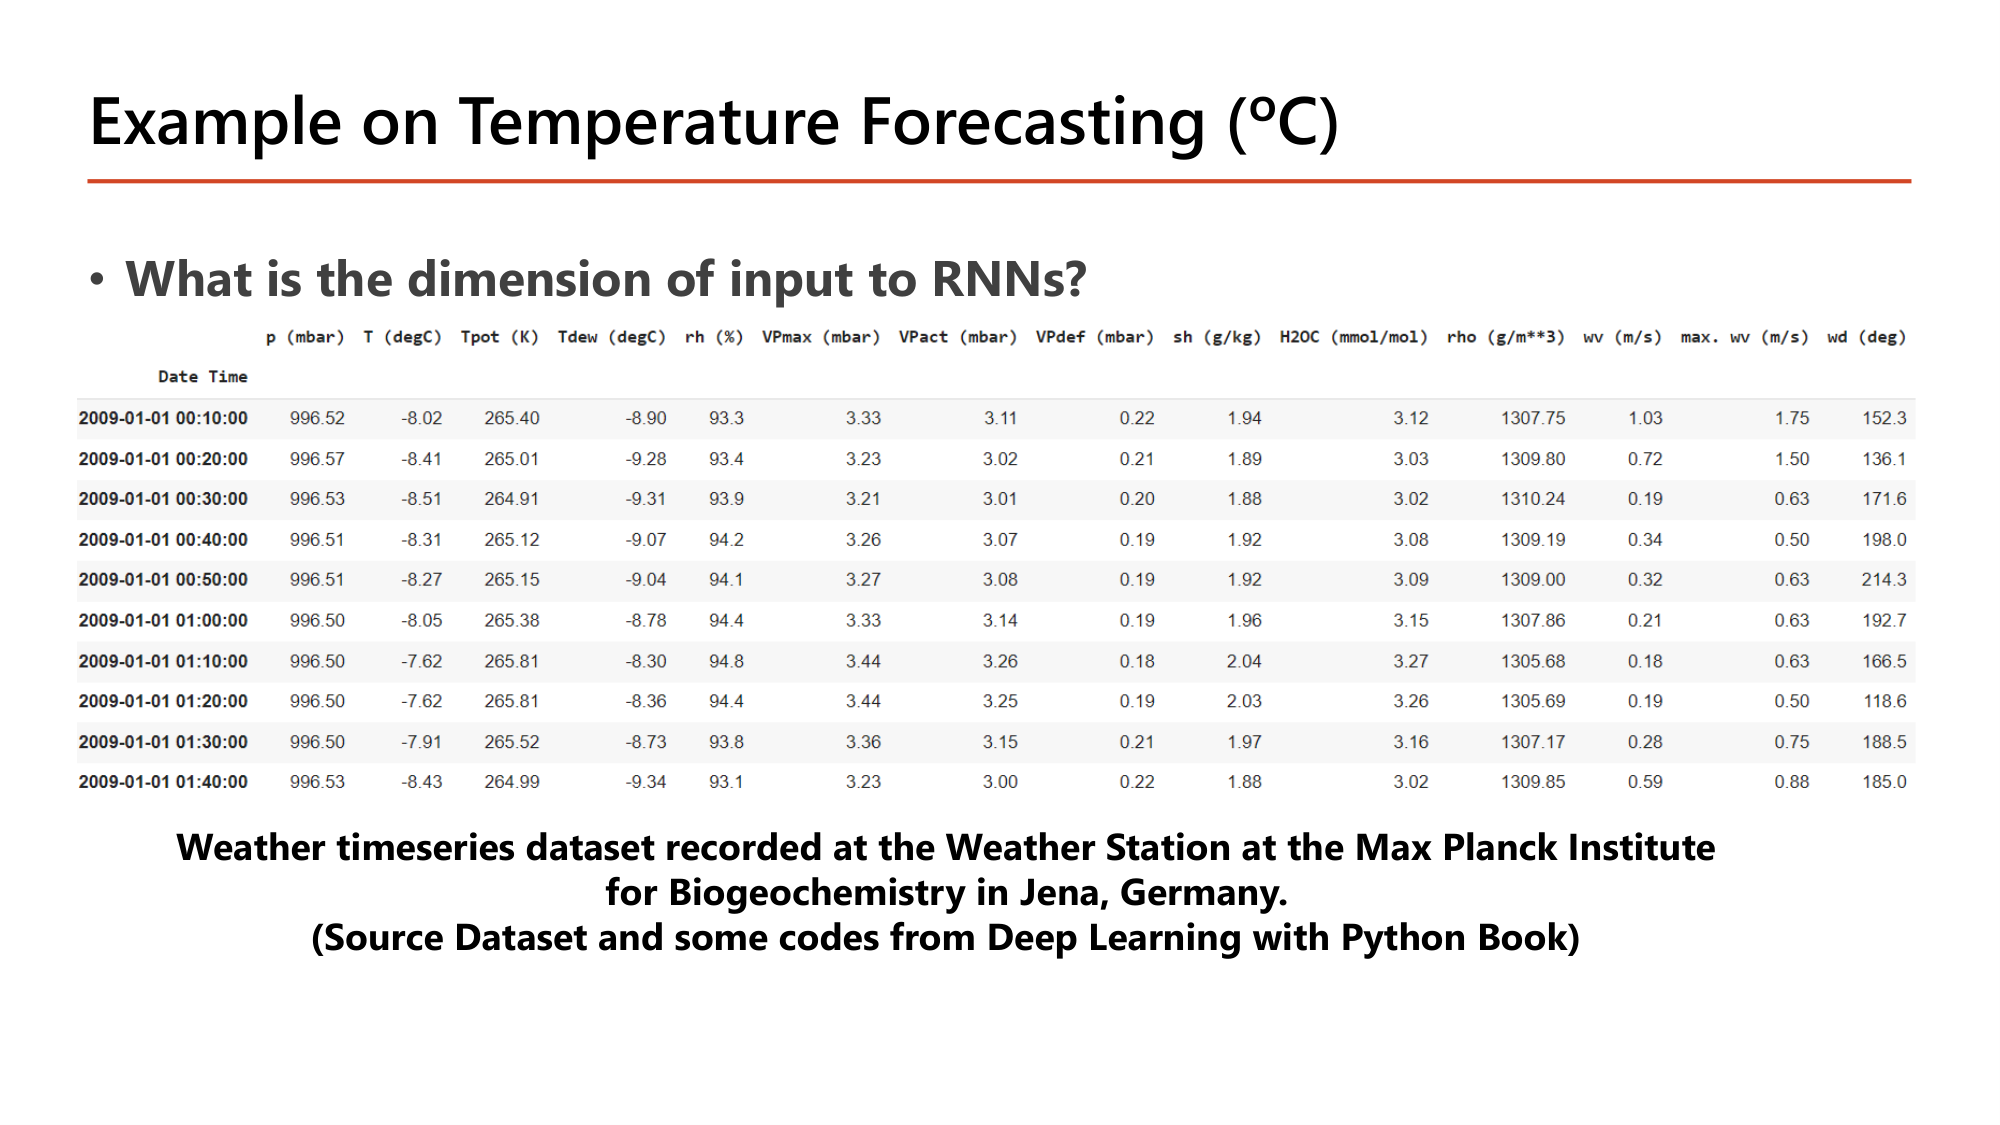 Example on Temperature Forecasting (ºC)
• What is the dimension of input to RNNs?
p (mbar) T (degC) Tpot (K) Tdew (degC) rh (%) VPmax (mbar) VPact (mbar) VPdef (mbar) sh (g/kg) H2OC (mmol/mol) rho (g/m**3) wv (m/s) max. wv (m/s) wd (deg)
Date Time
2009-01-01 00:10:00 996.52 -8.02 265.40 -8.90 93.3 3.33 3.11 0.22 1.94 3.12 1307.75 1.03 1.75 152.3
2009-01-01 00:20:00 996.57 -8.41 265.01 -9.28 93.4 3.23 3.02 0.21 1.89 3.03 1309.80 0.72 1.50 136.1
2009-01-01 00:30:00 996.53 -8.51 264.91 -9.31 93.9 3.21 3.01 0.20 1.88 3.02 1310.24 0.19 0.63 171.6
2009-01-01 00:40:00 996.51 -8.31 265.12 -9.07 94.2 3.26 3.07 0.19 1.92 3.08 1309.19 0.34 0.50 198.0
2009-01-01 00:50:00 996.51 -8.27 265.15 -9.04 94.1 3.27 3.08 0.19 1.92 3.09 1309.00 0.32 0.63 214.3
2009-01-01 01:00:00 996.50 -8.05 265.38 -8.78 94.4 3.33 3.14 0.19 1.96 3.15 1307.86 0.21 0.63 192.7
2009-01-01 01:10:00 996.50 -7.62 265.81 -8.30 94.8 3.44 3.26 0.18 2.04 3.27 1305.68 0.18 0.63 166.5
2009-01-01 01:20:00 996.50 -7.62 265.81 -8.36 94.4 3.44 3.25 0.19 2.03 3.26 1305.69 0.19 0.50 118.6
2009-01-01 01:30:00 996.50 -7.91 265.52 -8.73 93.8 3.36 3.15 0.21 1.97 3.16 1307.17 0.28 0.75 188.5
2009-01-01 01:40:00 996.53 -8.43 264.99 -9.34 93.1 3.23 3.00 0.22 1.88 3.02 1309.85 0.59 0.88 185.0
Weather timeseries dataset recorded at the Weather Station at the Max Planck Institute
for Biogeochemistry in Jena, Germany.
(Source Dataset and some codes from Deep Learning with Python Book)